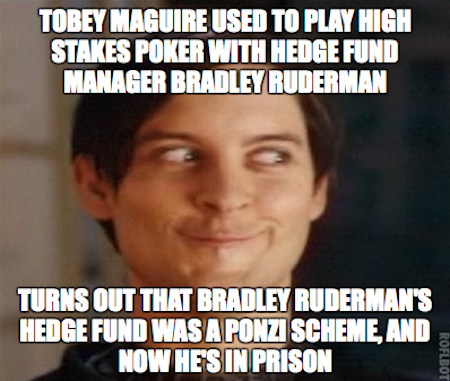 TOBEY MAGUIRE USED TO PLAY HIGH
STAKES POKER WITH HEDGE FUND
MANAGER BRADLEY RUDERMAN
TURNS OUT THAT BRADLEY RUDERMAN'S
HEDGE FUND WAS A PONZI SCHEME, AND
NOW HE'S IN PRISON
ROFLBOT